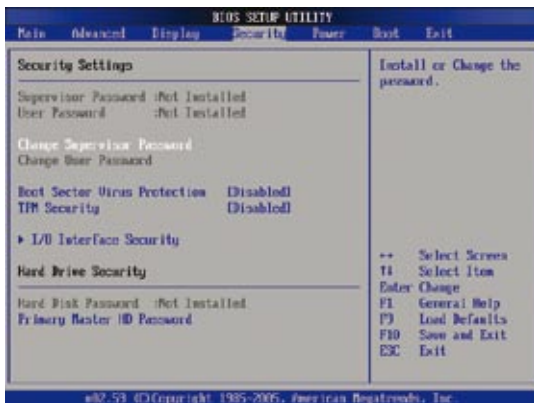 BIOS SETUP UTILITY
Main Advanced Display Security Power Boot Exit
Security Settings
Supervisor Password :Not Installed
User Password :Not Installed
Change Supervisor Password
Change User Password
Boot Sector Virus Protection [Disabled]
TPM Security [Disabled]
▶ I/O Interface Security
Hard Drive Security
Hard Disk Password :Not Installed
Primary Master HD Password
Install or Change the
password.
↔ Select Screen
↑↓ Select Item
Enter Change
F1 General Help
F9 Load Defaults
F10 Save and Exit
ESC Exit
v02.59 (C)Copyright 1985-2005, American Megatrends, Inc.